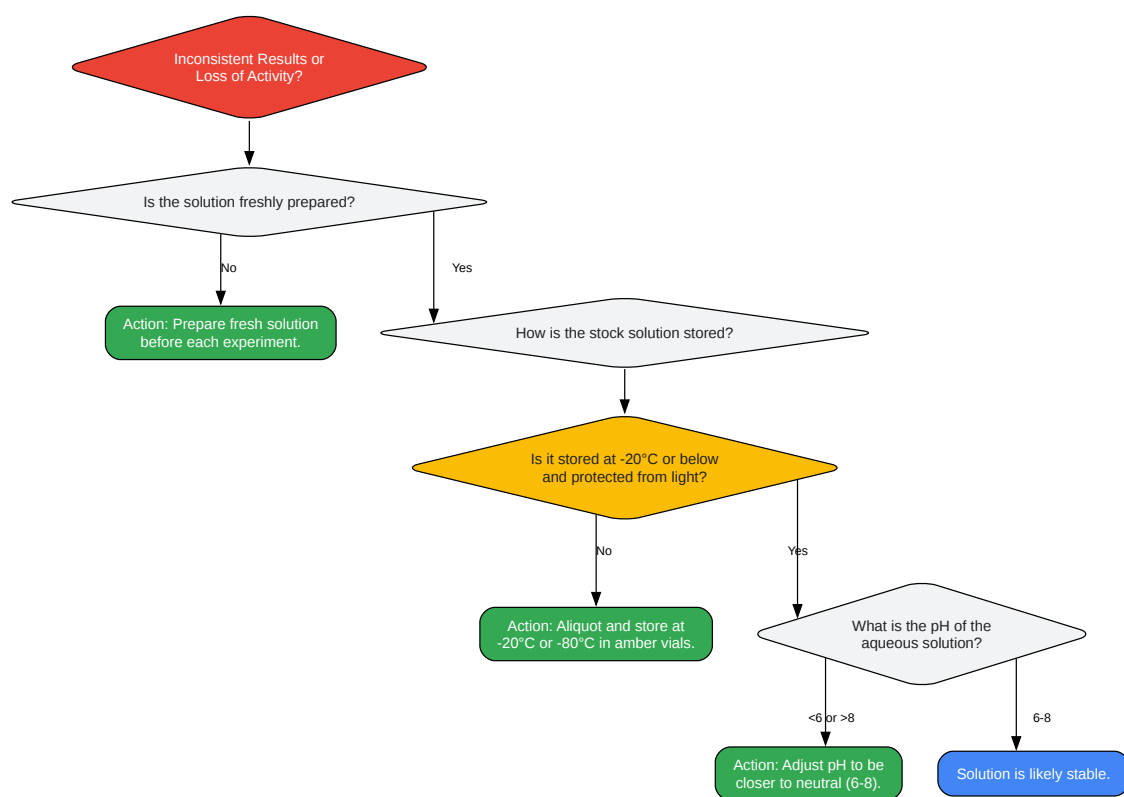 Inconsistent Results or
Loss of Activity?
Is the solution freshly prepared?
No
Yes
Action: Prepare fresh solution
before each experiment.
How is the stock solution stored?
Is it stored at -20°C or below
and protected from light?
No
Yes
Action: Aliquot and store at
-20°C or -80°C in amber vials.
What is the pH of the
aqueous solution?
<6 or >8
6-8
Action: Adjust pH to be
closer to neutral (6-8).
Solution is likely stable.